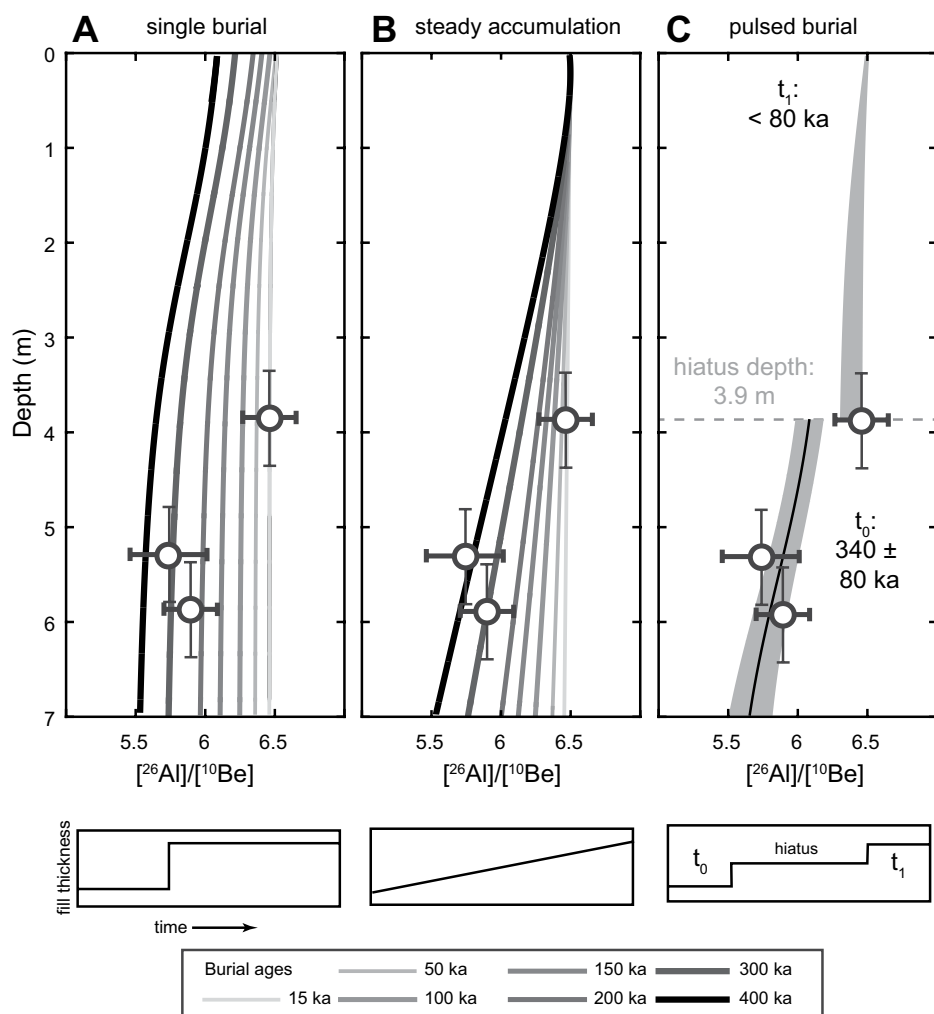 A single burial
B steady accumulation
C pulsed burial
0
1
2
3
4
5
6
7
Depth (m)
t1:
< 80 ka
hiatus depth:
3.9 m
t0:
340 ±
80 ka
5.5 6 6.5
5.5 6 6.5
5.5 6 6.5
[26Al]/[10Be]
[26Al]/[10Be]
[26Al]/[10Be]
fill thickness
time
t0
hiatus
t1
Burial ages
50 ka
150 ka
300 ka
15 ka
100 ka
200 ka
400 ka